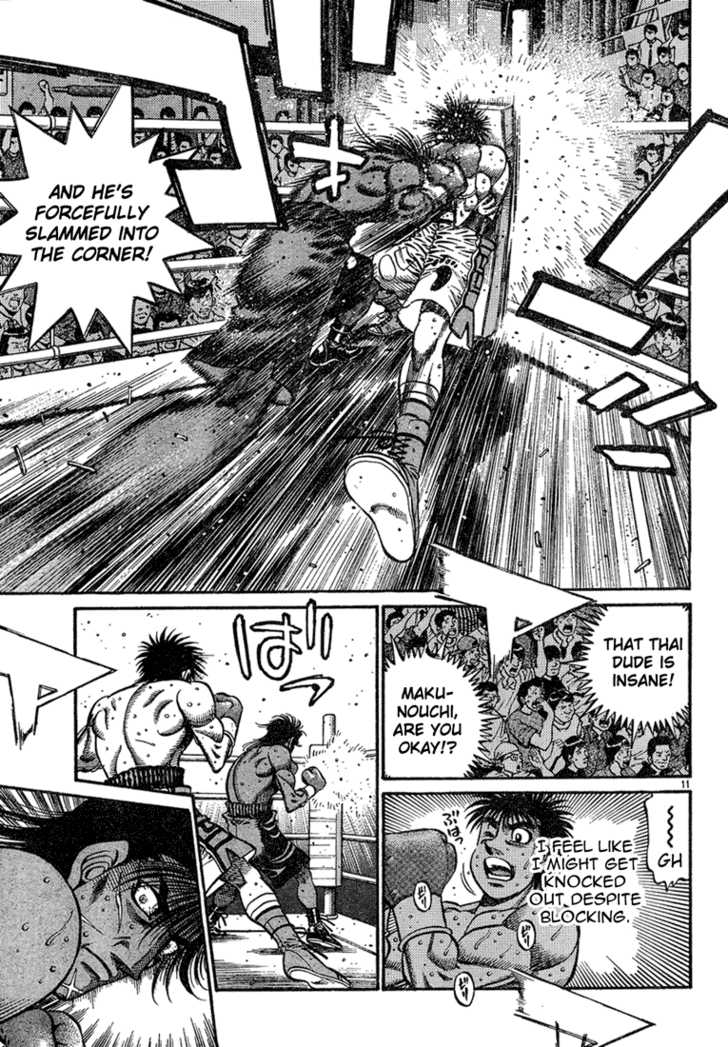 AND HE'S
FORCEFULLY
SLAMMED INTO
THE CORNER!
THAT THAI
DUDE IS
INSANE!
MAKU-
NOUCHI,
ARE YOU
OKAY!?
11
ばっ
GH
I FEEL LIKE
I MIGHT GET
KNOCKED
OUT DESPITE
BLOCKING.